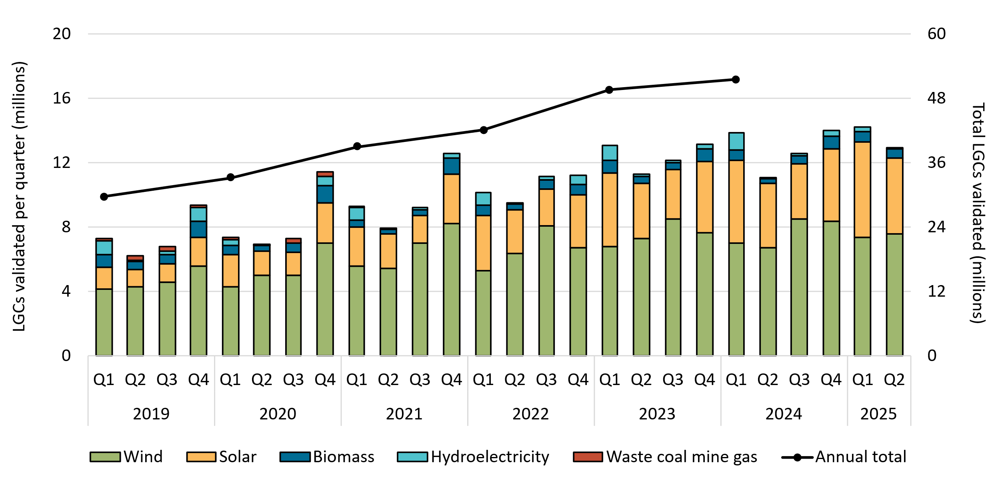 LGCs validated per quarter (millions)
20
16
12
8
4
0
60
48
36
24
12
0
Total LGCs validated (millions)
Q1 Q2 Q3 Q4 Q1 Q2 Q3 Q4 Q1 Q2 Q3 Q4 Q1 Q2 Q3 Q4 Q1 Q2 Q3 Q4 Q1 Q2 Q3 Q4 Q1 Q2
2019 2020 2021 2022 2023 2024 2025
Wind Solar Biomass Hydroelectricity Waste coal mine gas Annual total